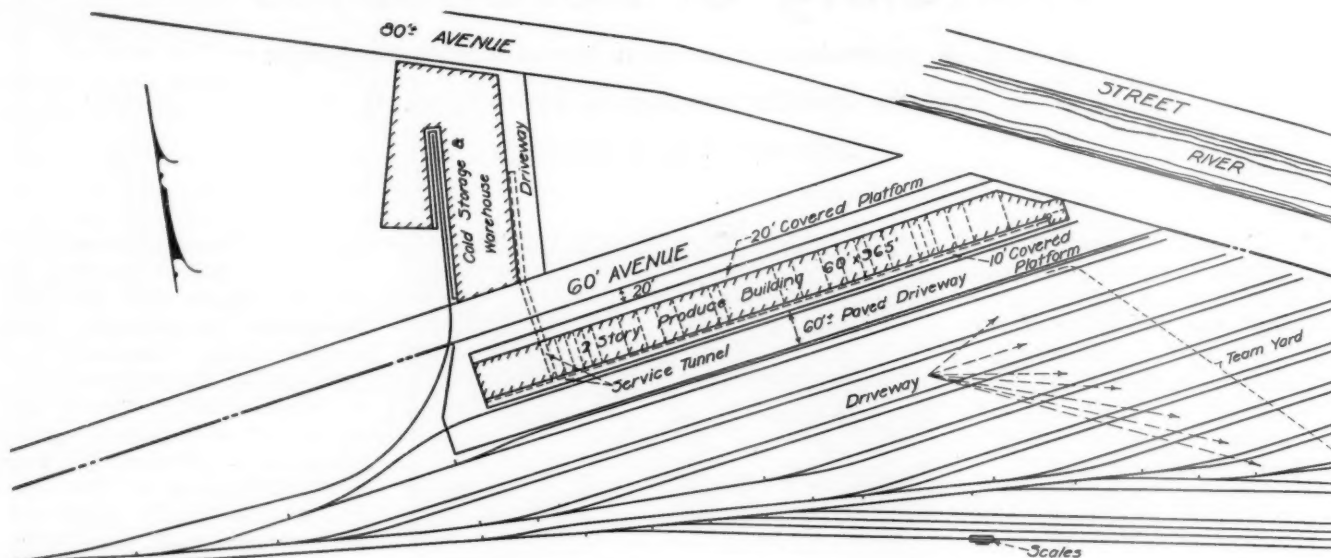 80'± AVENUE
STREET
RIVER
Cold Storage &
Warehouse
Driveway
20' Covered Platform
60' AVENUE
20'
2 Story Produce Building 60' x 365'
10' Covered
Platform
60'± Paved Driveway
Service Tunnel
Team Yard
Driveway
Scales